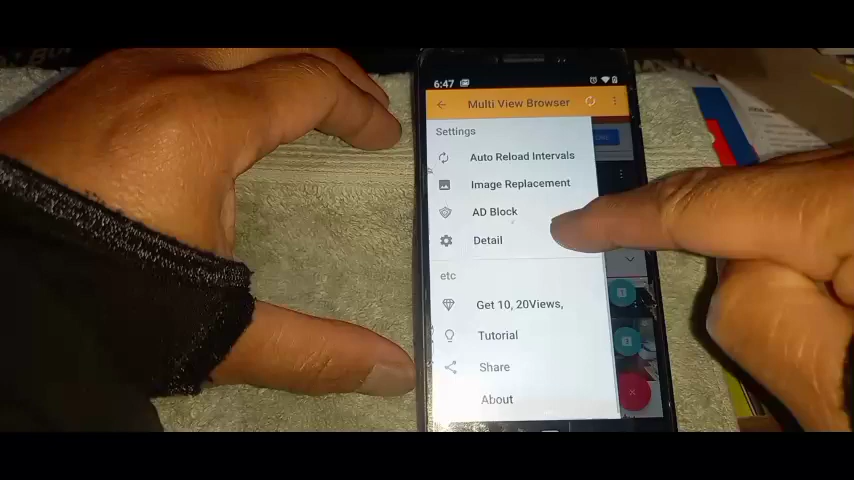 6:47
Multi View Browser
Settings
Auto Reload Intervals
Image Replacement
AD Block
Detail
etc
Get 10, 20Views,
Tutorial
Share
About